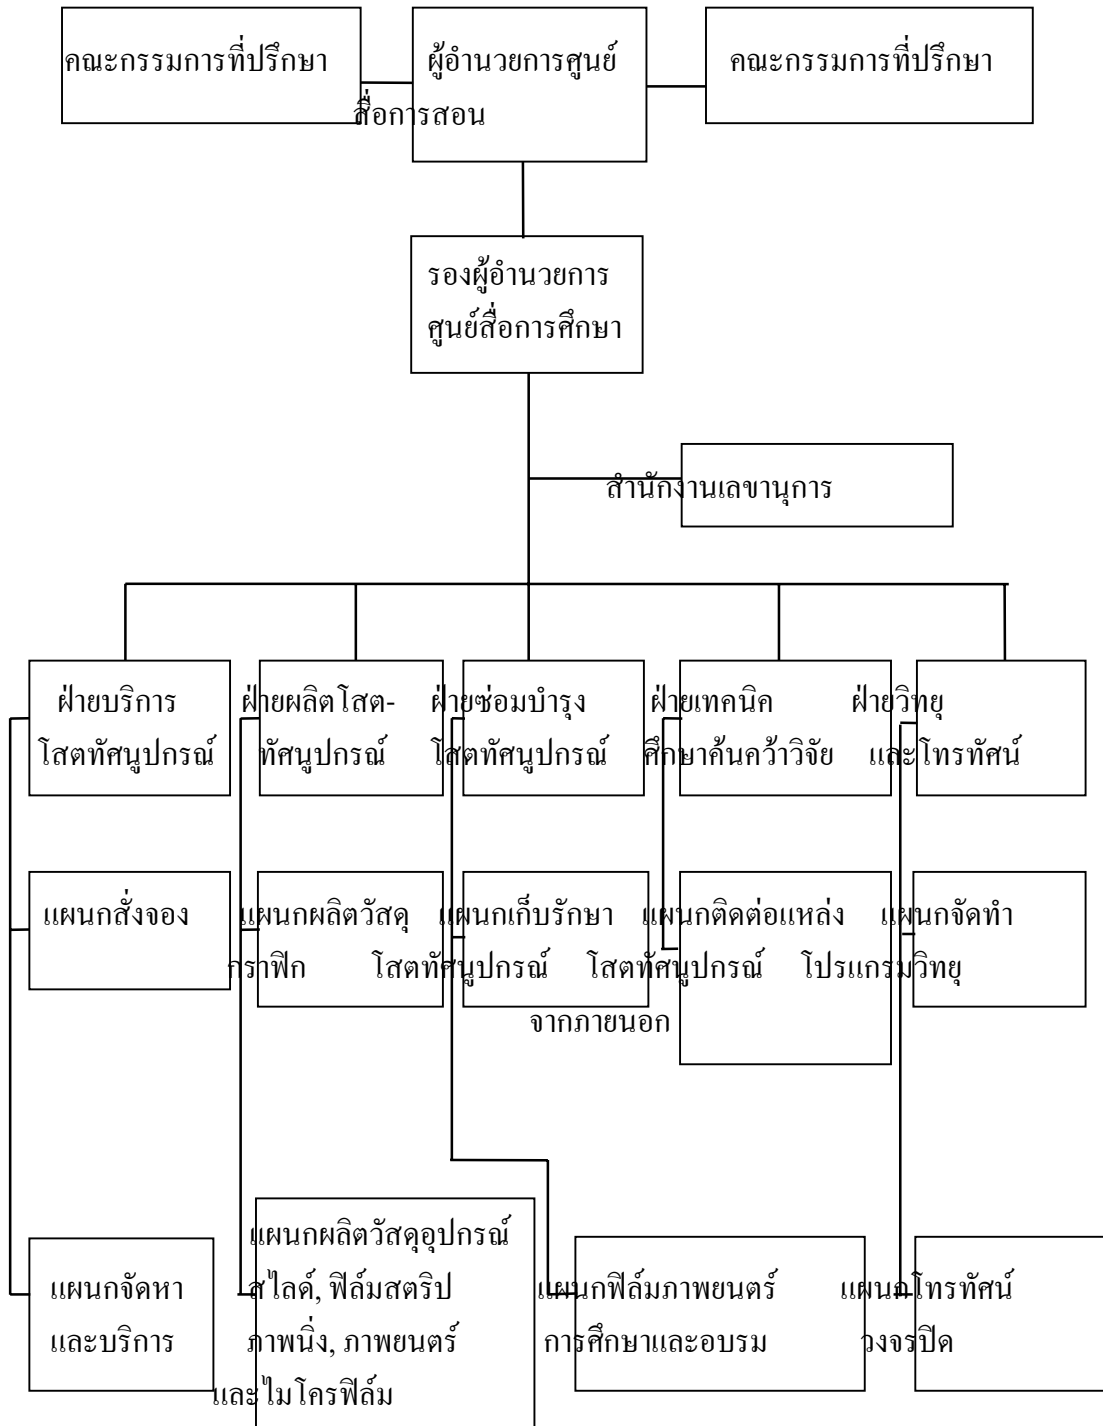 คณะกรรมการที่ปรึกษา ผู้อำนวยการศูนย์ คณะกรรมการที่ปรึกษา
สื่อการสอน
รองผู้อำนวยการ
ศูนย์สื่อการศึกษา
สำนักงานเลขานุการ
ฝ่ายบริการ ฝ่ายผลิตโสต- ฝ่ายซ่อมบำรุง ฝ่ายเทคนิค ฝ่ายวิทยุ
โสตทัศนูปกรณ์ ทัศนูปกรณ์ โสตทัศนูปกรณ์ ศึกษาค้นคว้าวิจัย และโทรทัศน์
แผนกสั่งจอง แผนกผลิตวัสดุ แผนกเก็บรักษา แผนกติดต่อแหล่ง แผนกจัดทำ
กราฟิก โสตทัศนูปกรณ์ โสตทัศนูปกรณ์ โปรแกรมวิทยุ
จากภายนอก
แผนกผลิตวัสดุอุปกรณ์
แผนกจัดหา สไลด์, ฟิล์มสตริป แผนกฟิล์มภาพยนตร์ แผนกโทรทัศน์
และบริการ ภาพนิ่ง, ภาพยนตร์ การศึกษาและอบรม วงจรปิด
และไมโครฟิล์ม